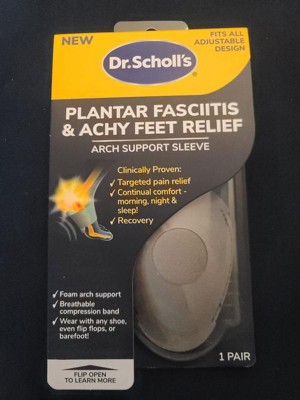 NEW
FITS ALL
ADJUSTABLE
DESIGN
Dr. Scholl's
PLANTAR FASCIITIS
& ACHY FEET RELIEF
ARCH SUPPORT SLEEVE
Clinically Proven:
Targeted pain relief
Continual comfort -
morning, night &
sleep!
Recovery
Foam arch support
Breathable
compression band
Wear with any shoe,
even flip flops, or
barefoot!
1 PAIR
FLIP OPEN
TO LEARN MORE